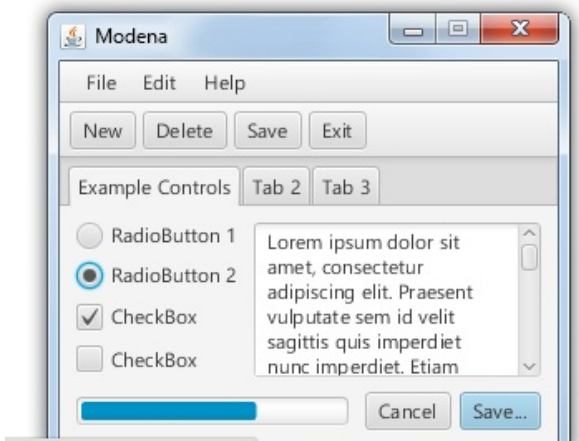 Modena
File Edit Help
New Delete Save Exit
Example Controls Tab 2 Tab 3
RadioButton 1
RadioButton 2
CheckBox
CheckBox
Lorem ipsum dolor sit
amet, consectetur
adipiscing elit. Praesent
vulputate sem id velit
sagittis quis imperdiet
nunc imperdiet. Etiam
Cancel Save...